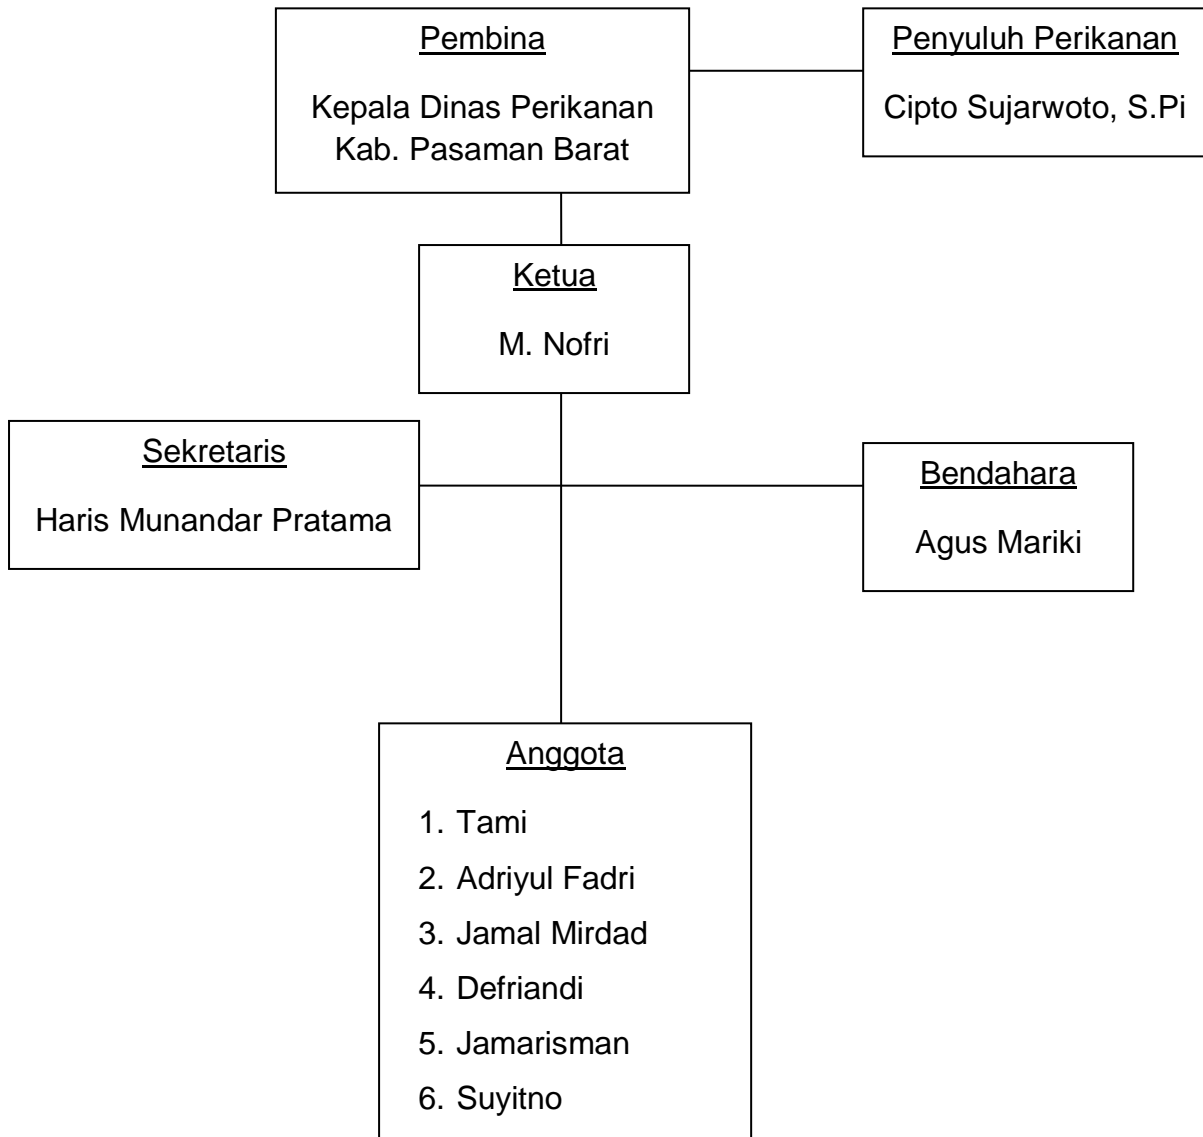 Pembina
Kepala Dinas Perikanan
Kab. Pasaman Barat
Penyuluh Perikanan
Cipto Sujarwoto, S.Pi
Ketua
M. Nofri
Sekretaris
Haris Munandar Pratama
Bendahara
Agus Mariki
Anggota
1. Tami
2. Adriyul Fadri
3. Jamal Mirdad
4. Defriandi
5. Jamarisman
6. Suyitno